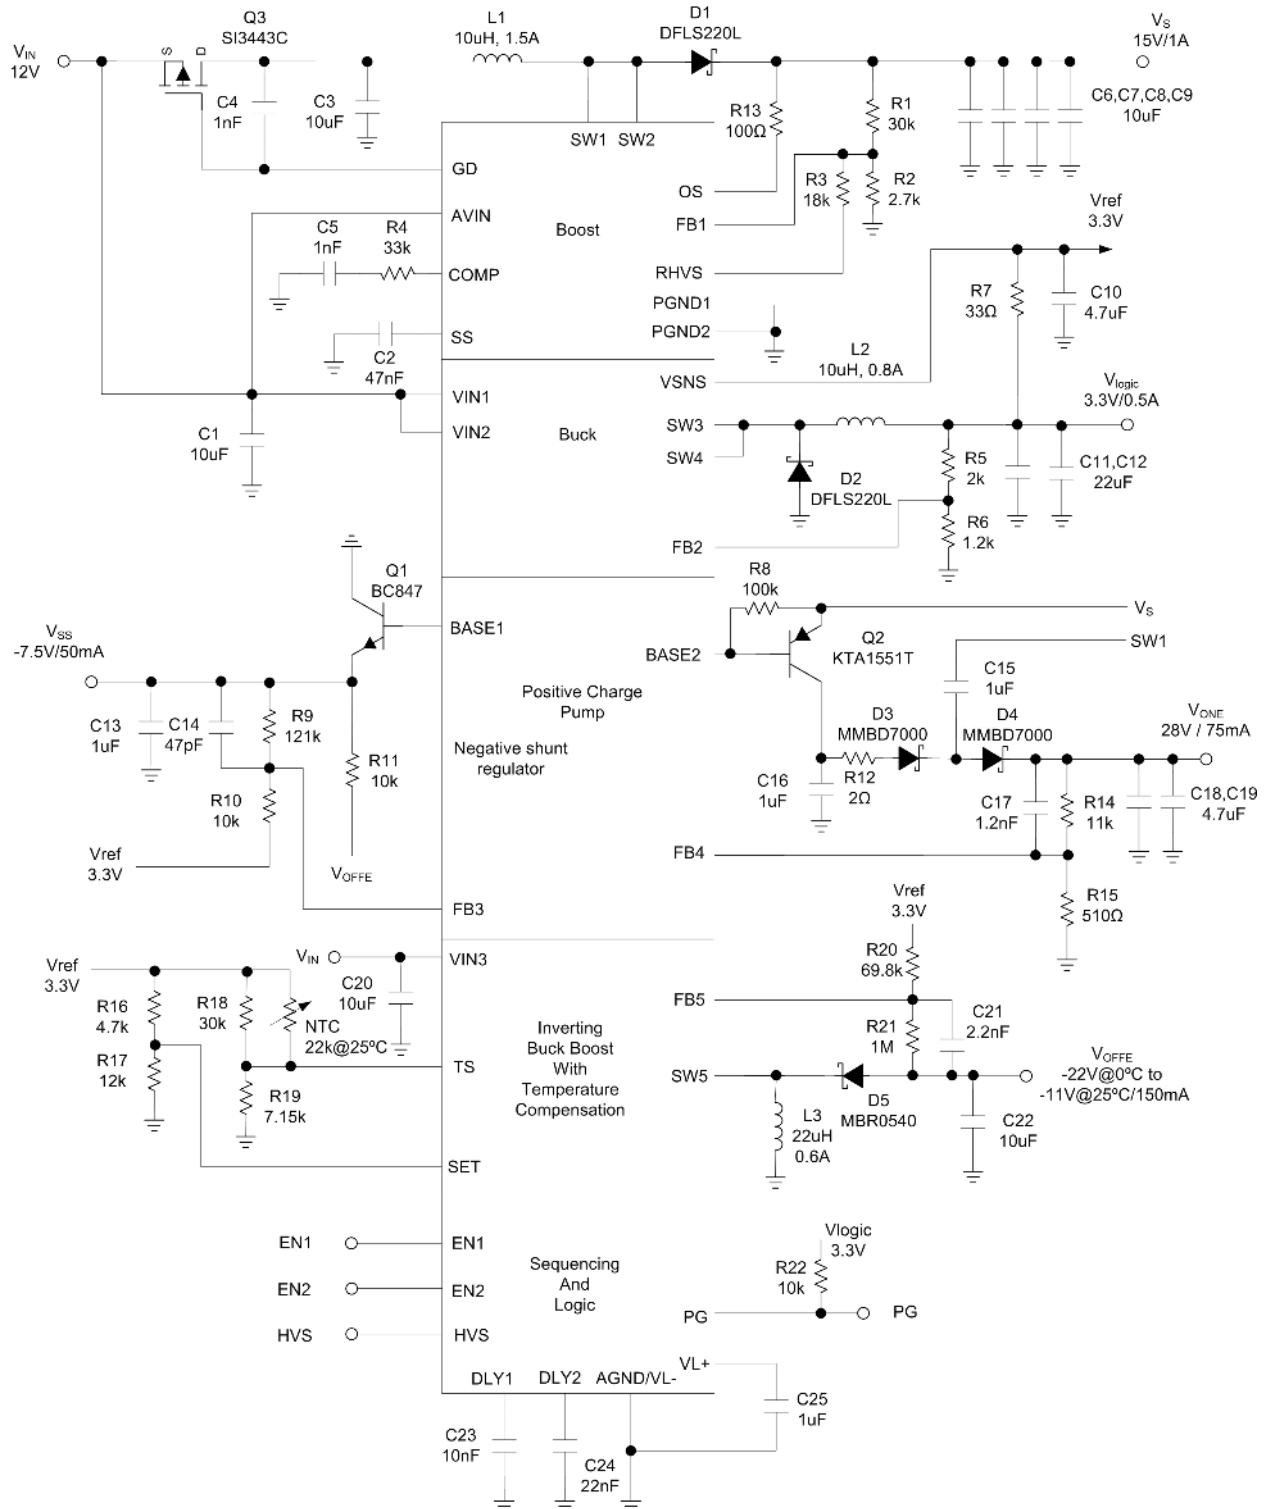 Q3
SI3443C
S
D
VIN
12V
C4
1nF
C3
10uF
L1
10uH, 1.5A
D1
DFLS220L
VS
15V/1A
R13
100Ω
R1
30k
C6,C7,C8,C9
10uF
SW1
SW2
GD
OS
R3
18k
R2
2.7k
AVIN
FB1
Boost
Vref
3.3V
C5
1nF
R4
33k
COMP
RHVS
PGND1
PGND2
R7
33Ω
C10
4.7uF
SS
C2
47nF
L2
10uH, 0.8A
VSNS
VIN1
VIN2
Buck
SW3
SW4
Vlogic
3.3V/0.5A
C1
10uF
D2
DFLS220L
R5
2k
C11,C12
22uF
R6
1.2k
FB2
Q1
BC847
BASE1
R8
100k
VS
Q2
KTA1551T
SW1
BASE2
VSS
-7.5V/50mA
Positive Charge
Pump
C15
1uF
C13
1uF
C14
47pF
R9
121k
Negative shunt
regulator
D3
MMBD7000
D4
MMBD7000
VONE
28V / 75mA
R11
10k
C16
1uF
R12
2Ω
C17
1.2nF
R14
11k
C18,C19
4.7uF
R10
10k
Vref
3.3V
VOFFE
FB4
FB3
R15
510Ω
Vref
3.3V
VIN
VIN3
Vref
3.3V
R20
69.8k
R16
4.7k
R18
30k
NTC
22k@25ºC
C20
10uF
FB5
C21
2.2nF
R21
1M
Inverting
Buck Boost
With
Temperature
Compensation
R17
12k
TS
SW5
VOFFE
-22V@0ºC to
-11V@25ºC/150mA
R19
7.15k
L3
22uH
0.6A
D5
MBR0540
C22
10uF
SET
EN1
EN1
Sequencing
And
Logic
Vlogic
3.3V
R22
10k
EN2
EN2
PG
PG
HVS
HVS
VL+
DLY1
DLY2
AGND/VL-
C25
1uF
C23
10nF
C24
22nF